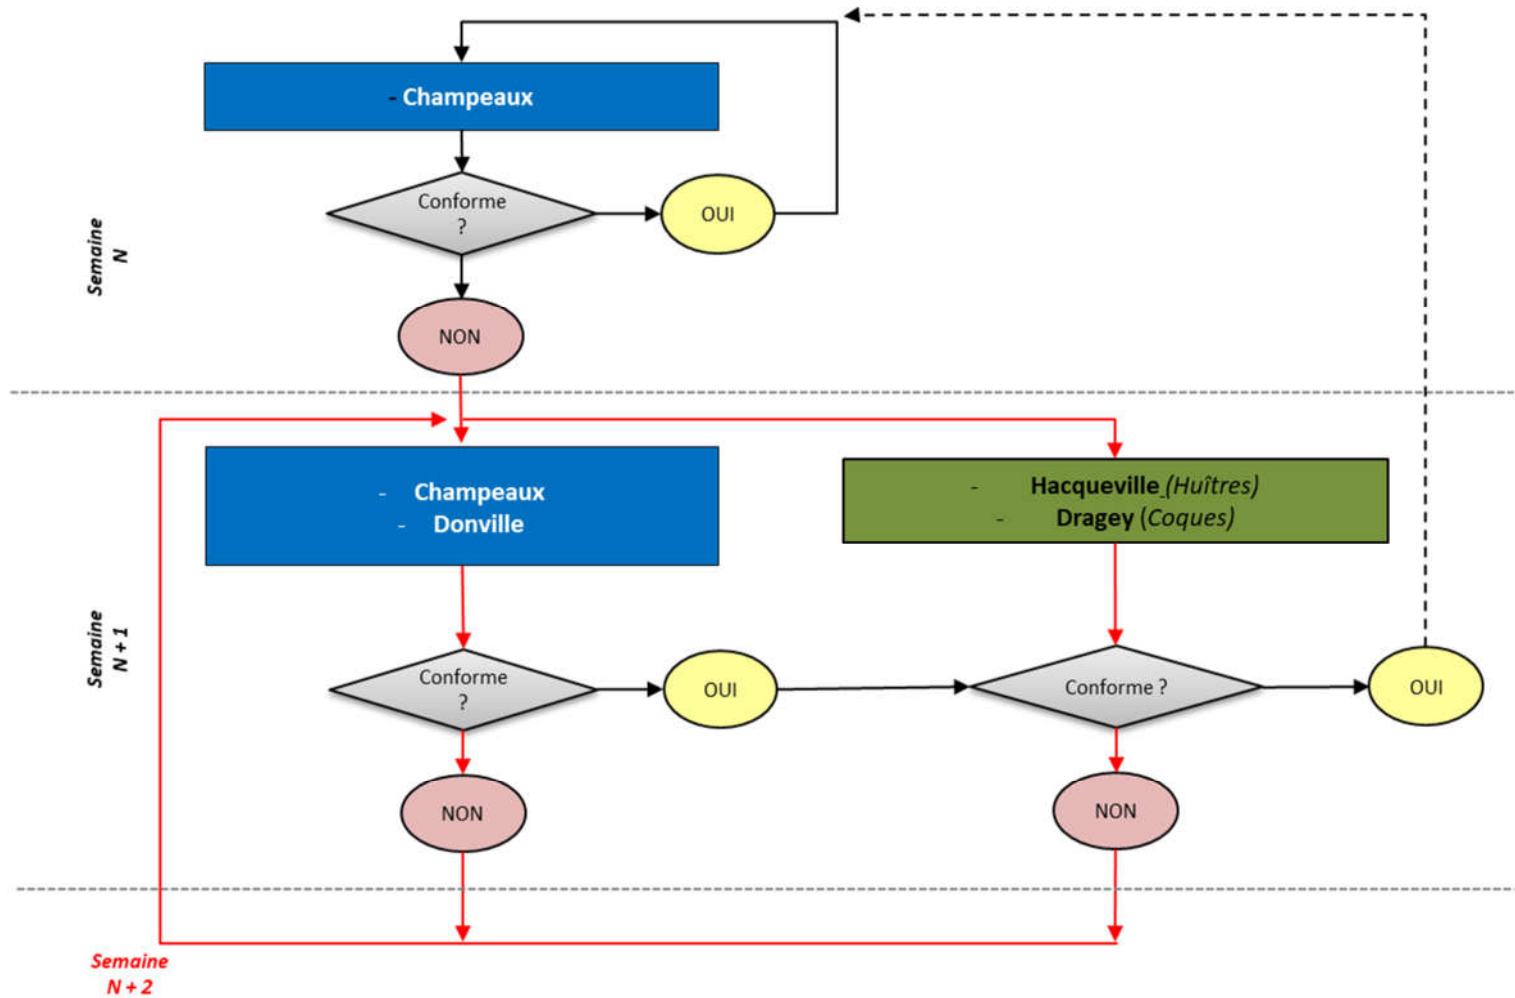 - Champeaux
Conforme
?
OUI
Semaine
N
NON
- Champeaux
- Donville
- Hacqueville (Huîtres)
- Dragey (Coques)
Semaine
N + 1
Conforme
?
OUI
Conforme ?
OUI
NON
NON
Semaine
N + 2